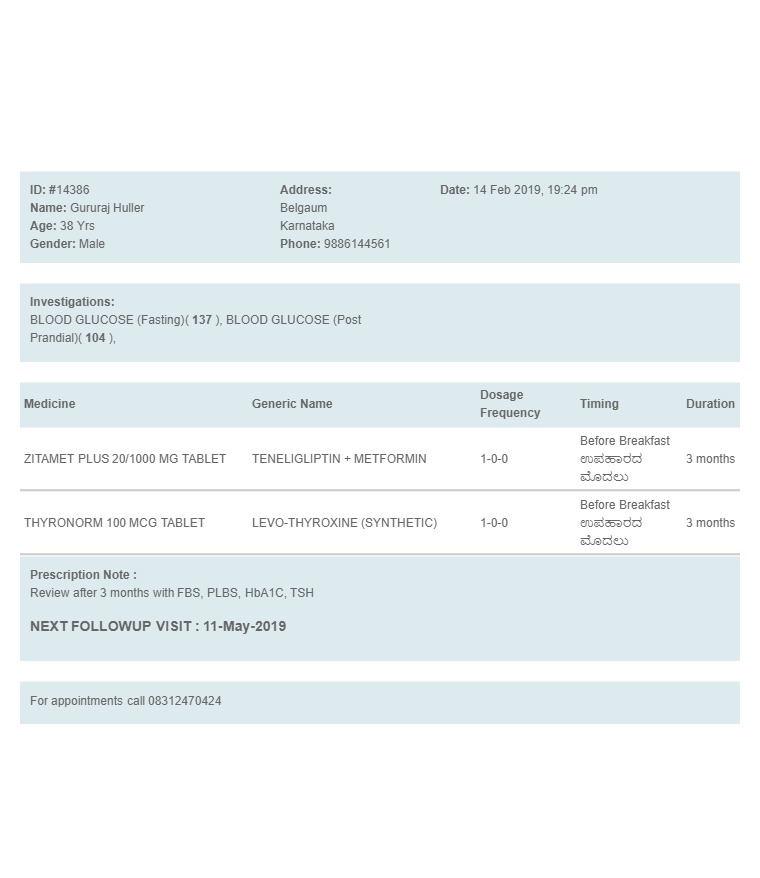 ID: #14386
Name: Gururaj Huller
Age: 38 Yrs
Gender: Male
Address:
Belgaum
Karnataka
Phone: 9886144561
Date: 14 Feb 2019, 19:24 pm
Investigations:
BLOOD GLUCOSE (Fasting)( 137 ), BLOOD GLUCOSE (Post
Prandial)( 104 ),
Medicine Generic Name Dosage Frequency Timing Duration
ZITAMET PLUS 20/1000 MG TABLET TENELIGLIPTIN + METFORMIN 1-0-0 Before Breakfast 3 months
ಉಪಹಾರದ
ಮೊದಲು
THYRONORM 100 MCG TABLET LEVO-THYROXINE (SYNTHETIC) 1-0-0 Before Breakfast 3 months
ಉಪಹಾರದ
ಮೊದಲು
Prescription Note :
Review after 3 months with FBS, PLBS, HbA1C, TSH
NEXT FOLLOWUP VISIT : 11-May-2019
For appointments call 08312470424